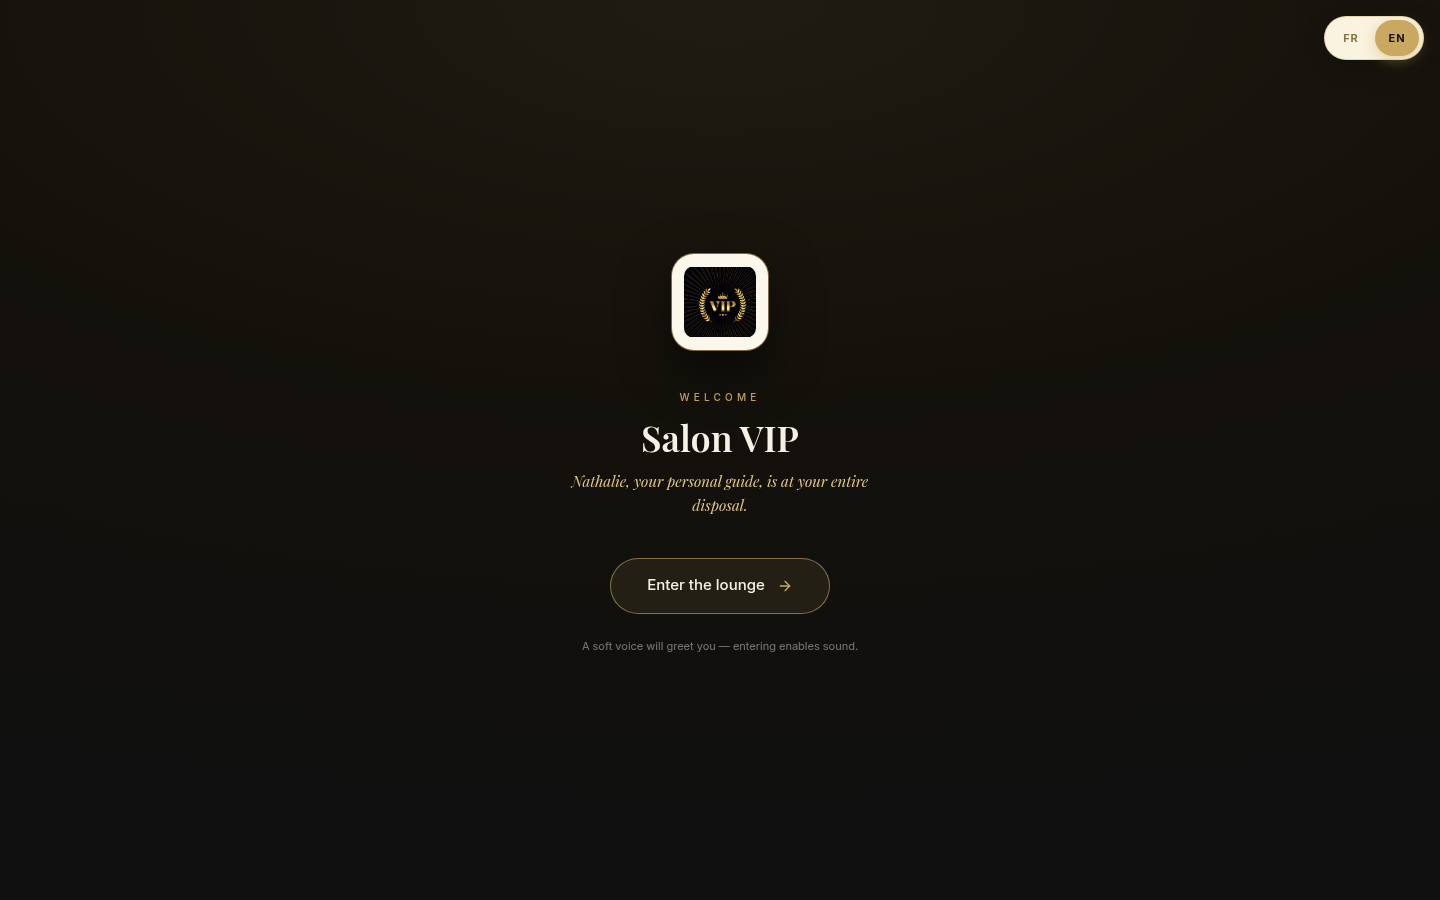 FR EN
VIP
WELCOME
Salon VIP
Nathalie, your personal guide, is at your entire
disposal.
Enter the lounge
A soft voice will greet you — entering enables sound.